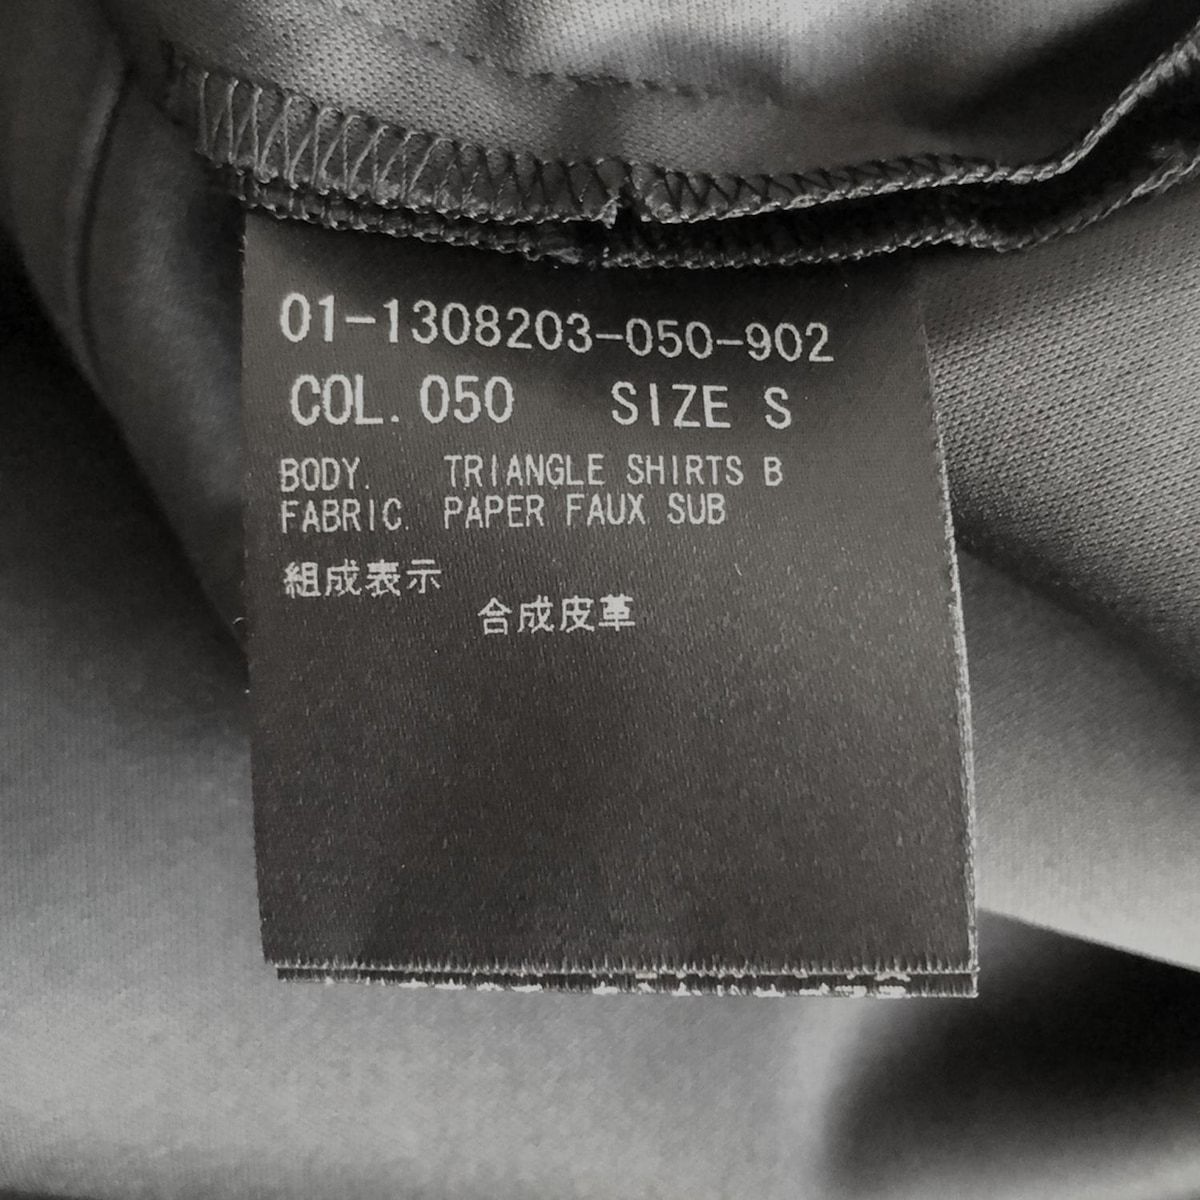 01-1308203-050-902
COL. 050 SIZE S
BODY. TRIANGLE SHIRTS B
FABRIC. PAPER FAUX SUB
組成表示
合成皮革